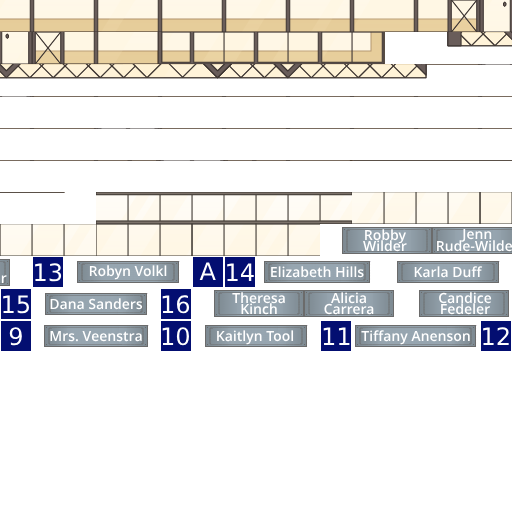 Robby Wilder
Jenn Rude-Wilde
r 13 Robyn Volkl A 14 Elizabeth Hills Karla Duff
15 Dana Sanders 16 Theresa Kinch Alicia Carrera Candice Fedeler
9 Mrs. Veenstra 10 Kaitlyn Tool 11 Tiffany Anenson 12